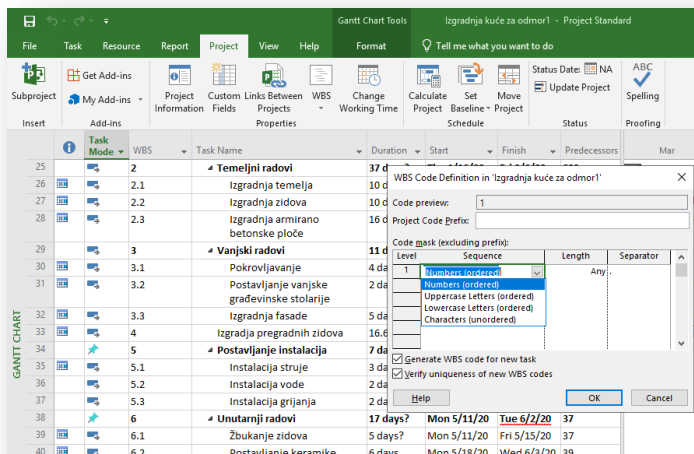 Gantt Chart Tools
Izgradnja kuće za odmor1 - Project Standard
File Task Resource Report Project View Help Format Tell me what you want to do
Subproject
Get Add-ins
My Add-ins
Project Information
Custom Fields
Links Between Projects
WBS
Change Working Time
Calculate Project
Set Baseline
Move Project
Status Date: NA
Update Project
ABC
Spelling
Insert Add-ins Properties Schedule Status Proofing
Task Mode WBS Task Name Duration Start Finish Predecessors Mar
25 2 Temeljni radovi 37 d
26 2.1 Izgradnja temelja 10 d
27 2.2 Izgradnja zidova 10 d
28 2.3 Izgradnja armirano 16 d
betonske ploče
29 3 Vanjski radovi 11 d
30 3.1 Pokrovljavanje 4 da
31 3.2 Postavljanje vanjske 2 da
građevinske stolarije
32 3.3 Izgradnja fasade 5 da
33 4 Izgradja pregradnih zidova 16.6
34 5 Postavljanje instalacija 7 da
35 5.1 Instalacija struje 3 da
36 5.2 Instalacija vode 2 da
37 5.3 Instalacija grijanja 2 da
38 6 Unutarnji radovi 17 days? Mon 5/11/20 Tue 6/2/20 37
39 6.1 Žbukanje zidova 5 days? Mon 5/11/20 Fri 5/15/20 37
40 6.2 Postavljanje keramike 6 days Mon 5/18/20 Wed 6/3/20 39
GANTT CHART
WBS Code Definition in 'Izgradnja kuće za odmor1'
Code preview: 1
Project Code Prefix:
Code mask (excluding prefix):
Level Sequence Length Separator
1 Numbers (ordered) Any .
Numbers (ordered)
Uppercase Letters (ordered)
Lowercase Letters (ordered)
Characters (unordered)
Generate WBS code for new task
Verify uniqueness of new WBS codes
Help OK Cancel